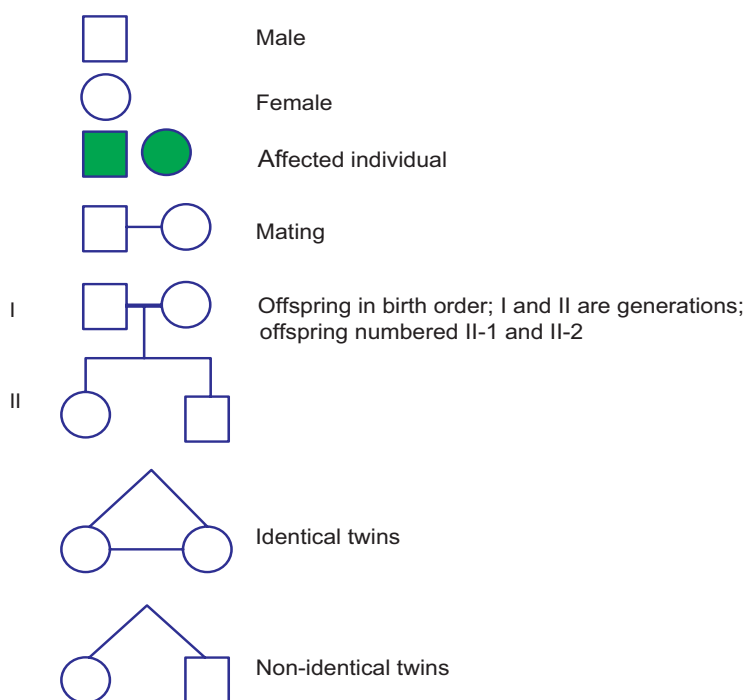 Male
Female
Affected individual
Mating
I
Offspring in birth order; I and II are generations;
offspring numbered II-1 and II-2
II
Identical twins
Non-identical twins